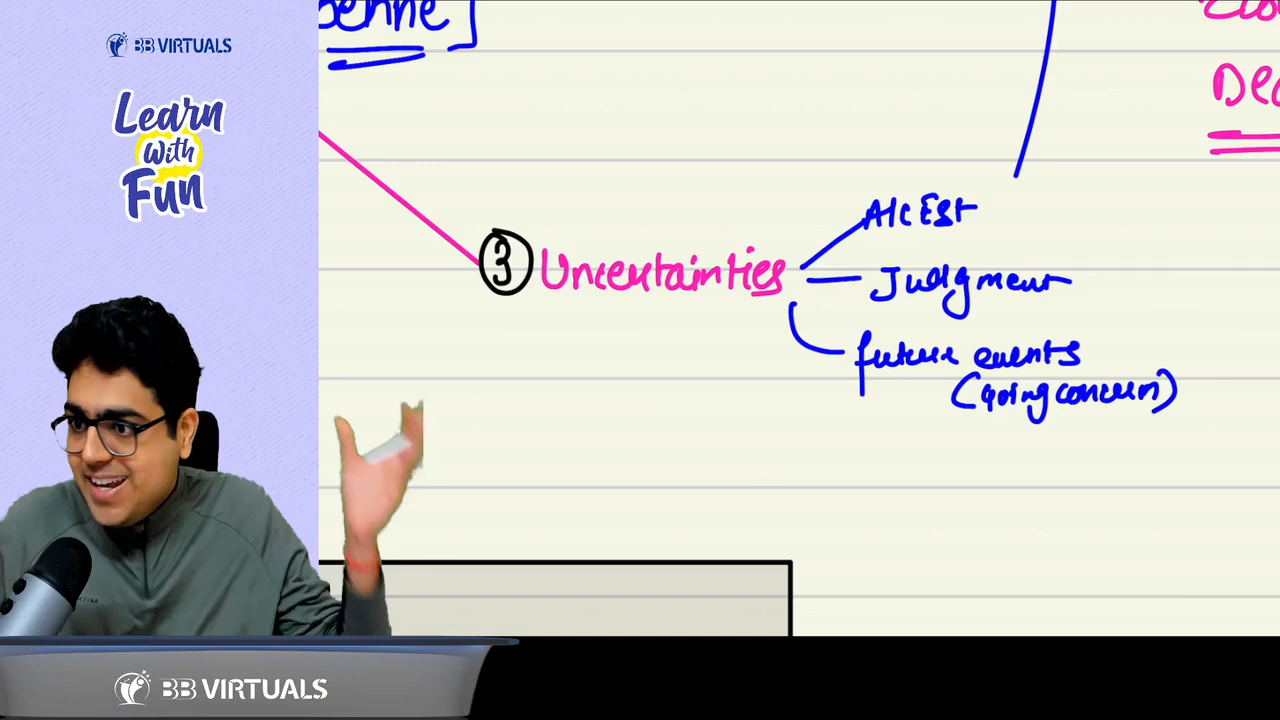 BB VIRTUALS
Learn
With
Fun
③ Uncertainties
A/c Est
Judgment
future events
(going concern)
BB VIRTUALS